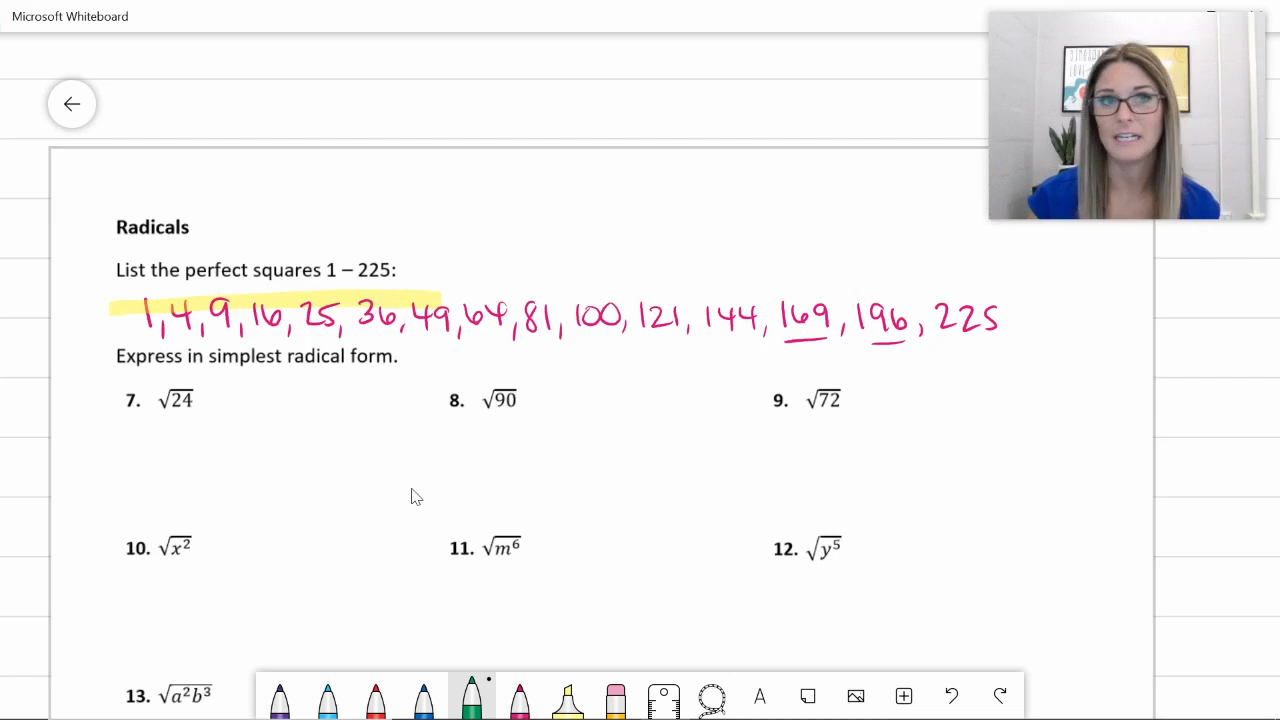 Microsoft Whiteboard
Radicals
List the perfect squares 1 – 225:
1, 4, 9, 16, 25, 36, 49, 64, 81, 100, 121, 144, 169, 196, 225
Express in simplest radical form.
7. √24 8. √90 9. √72
10. √x² 11. √m⁶ 12. √y⁵
13. √a²b³
A